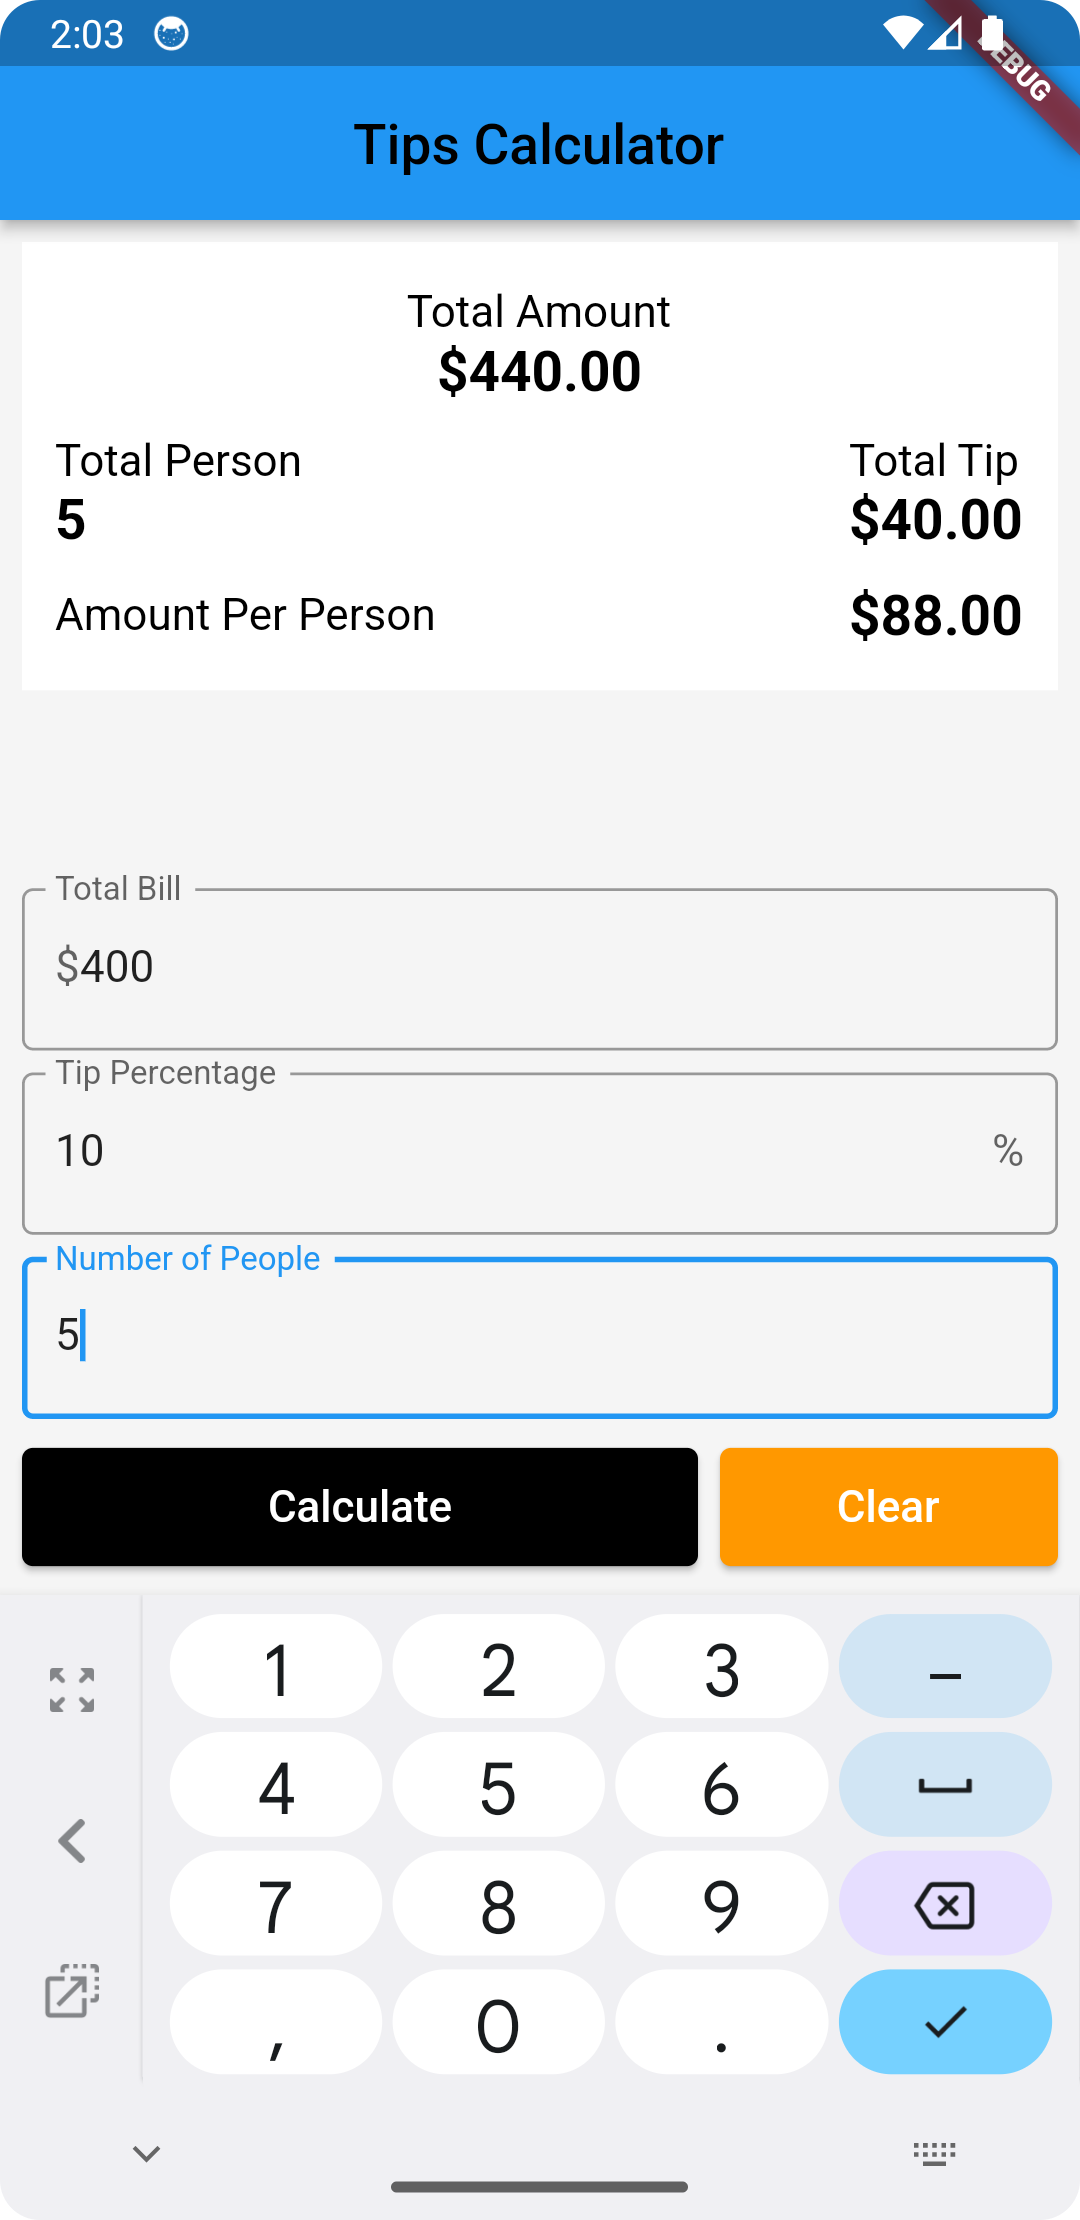 2:03
DEBUG
Tips Calculator
Total Amount
$440.00
Total Person
Total Tip
5
$40.00
Amount Per Person
$88.00
Total Bill
$400
Tip Percentage
10
%
Number of People
5
Calculate
Clear
1 2 3 –
4 5 6
7 8 9
, 0 .